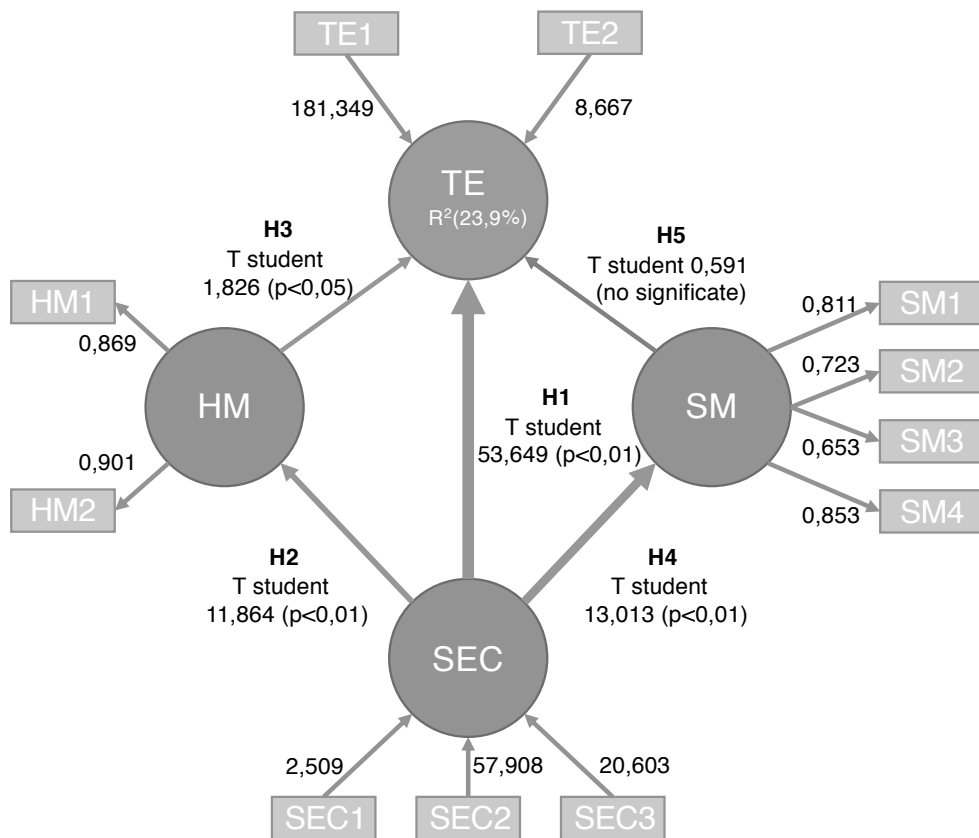 TE1
TE2
181,349
8,667
TE
R²(23,9%)
H3
T student
1,826 (p<0,05)
H5
T student 0,591
(no significate)
HM1
0,869
HM
0,901
HM2
H1
T student
53,649 (p<0,01)
SM
0,811
SM1
0,723
SM2
0,653
SM3
0,853
SM4
H2
T student
11,864 (p<0,01)
H4
T student
13,013 (p<0,01)
SEC
2,509
57,908
20,603
SEC1
SEC2
SEC3